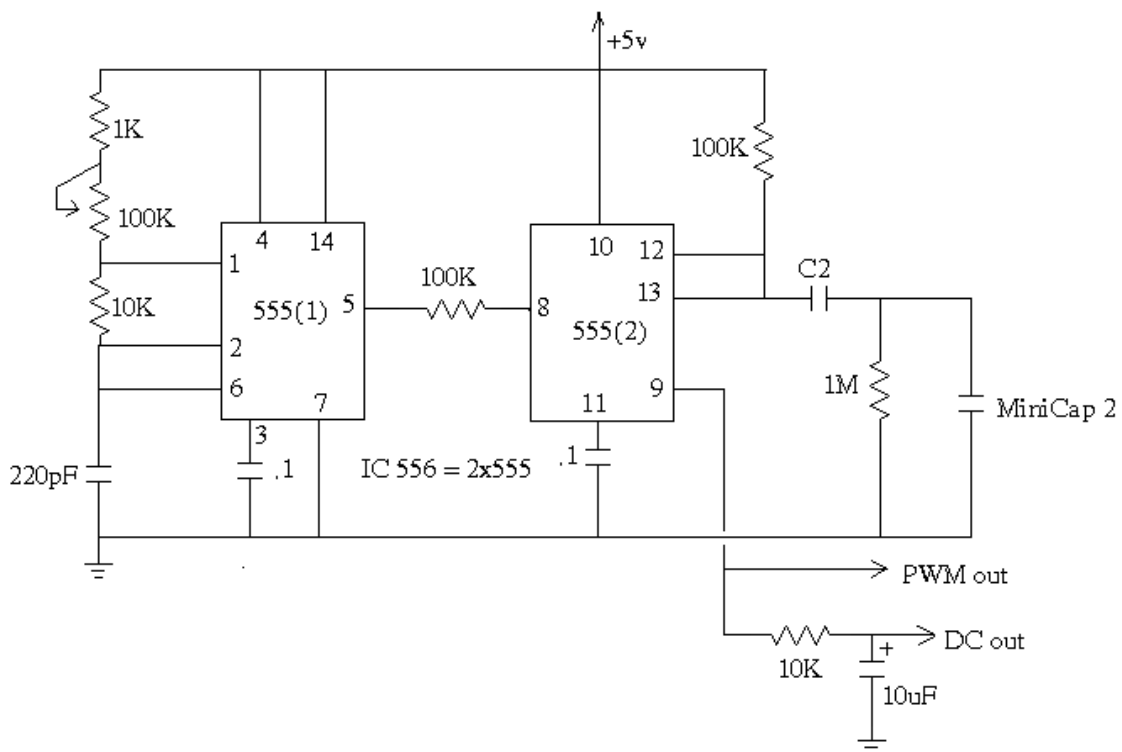 +5v
1K
100K
100K
4
14
10
12
1
100K
C2
10K
555(1)
5
8
13
555(2)
2
6
7
9
1M
11
MiniCap 2
3
220pF
.1
IC 556 = 2x555
.1
PWM out
DC out
+
10K
10uF